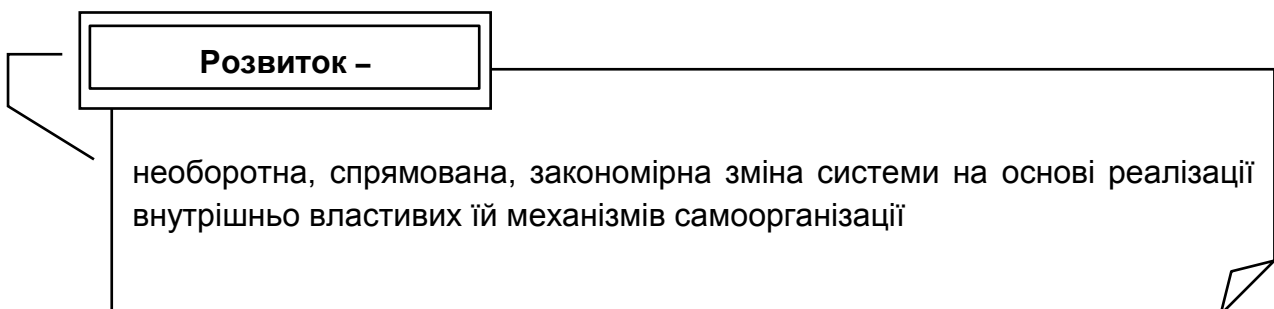 Розвиток –
необоротна, спрямована, закономірна зміна системи на основі реалізації
внутрішньо властивих їй механізмів самоорганізації